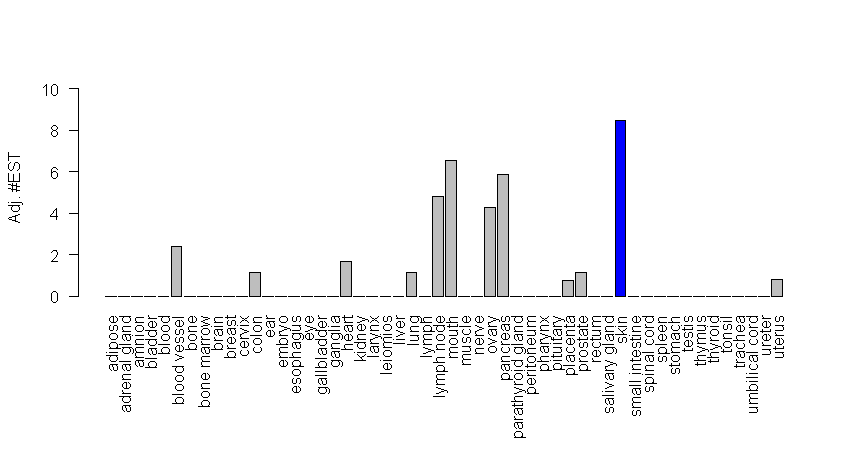 Adj. #EST
10
8
6
4
2
0
adipose
adrenal gland
amnion
bladder
blood
blood vessel
bone
bone marrow
brain
breast
cervix
colon
ear
embryo
esophagus
eye
gallbladder
ganglia
heart
kidney
larynx
leiomios
liver
lung
lymph
lymph node
mouth
muscle
nerve
ovary
pancreas
parathyroid gland
peritoneum
pharynx
pituitary
placenta
prostate
rectum
salivary gland
skin
small intestine
spinal cord
spleen
stomach
testis
thymus
thyroid
tonsil
trachea
umbilical cord
ureter
uterus